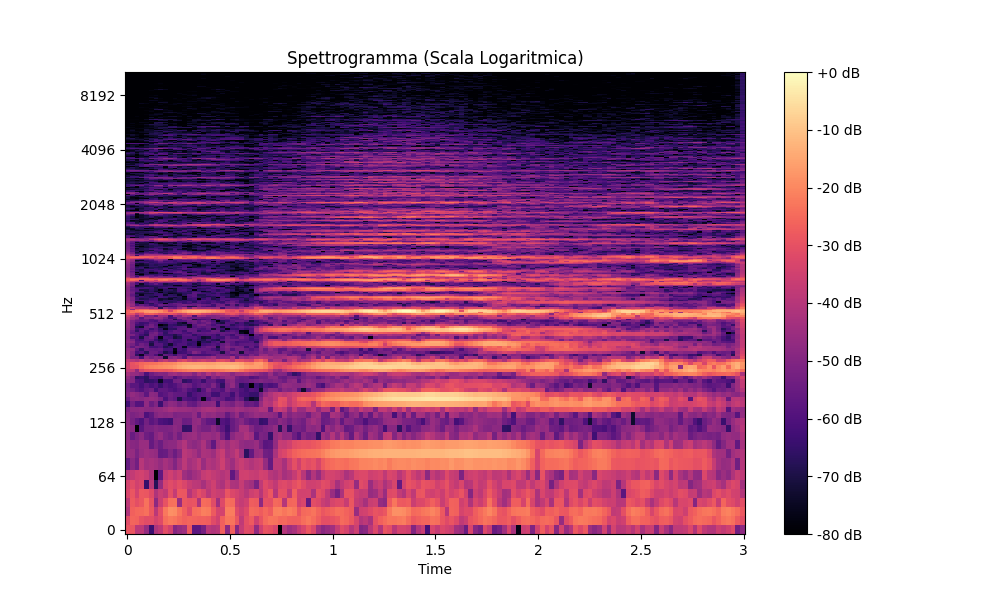 Spettrogramma (Scala Logaritmica)
8192
4096
2048
1024
512
256
128
64
0
Hz
0
0.5
1
1.5
2
2.5
3
Time
+0 dB
-10 dB
-20 dB
-30 dB
-40 dB
-50 dB
-60 dB
-70 dB
-80 dB